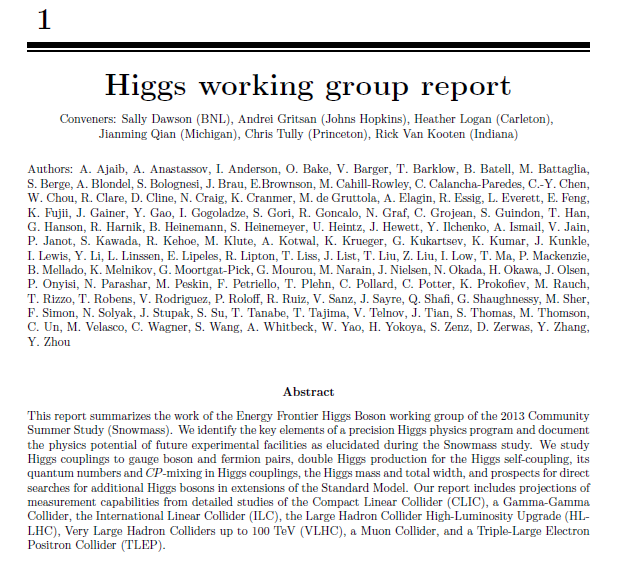 1
Higgs working group report
Conveners: Sally Dawson (BNL), Andrei Gritsan (Johns Hopkins), Heather Logan (Carleton),
Jianming Qian (Michigan), Chris Tully (Princeton), Rick Van Kooten (Indiana)
Authors: A. Ajaib, A. Anastassov, I. Anderson, O. Bake, V. Barger, T. Barklow, B. Batell, M. Battaglia,
S. Berge, A. Blondel, S. Bolognesi, J. Brau, E.Brownson, M. Cahill-Rowley, C. Calancha-Paredes, C.-Y. Chen,
W. Chou, R. Clare, D. Cline, N. Craig, K. Cranmer, M. de Gruttola, A. Elagin, R. Essig, L. Everett, E. Feng,
K. Fujii, J. Gainer, Y. Gao, I. Gogoladze, S. Gori, R. Goncalo, N. Graf, C. Grojean, S. Guindon, T. Han,
G. Hanson, R. Harnik, B. Heinemann, S. Heinemeyer, U. Heintz, J. Hewett, Y. Ilchenko, A. Ismail, V. Jain,
P. Janot, S. Kawada, R. Kehoe, M. Klute, A. Kotwal, K. Krueger, G. Kukartsev, K. Kumar, J. Kunkle,
I. Lewis, Y. Li, L. Linssen, E. Lipeles, R. Lipton, T. Liss, J. List, T. Liu, Z. Liu, I. Low, T. Ma, P. Mackenzie,
B. Mellado, K. Melnikov, G. Moortgat-Pick, G. Mourou, M. Narain, J. Nielsen, N. Okada, H. Okawa, J. Olsen,
P. Onyisi, N. Parashar, M. Peskin, F. Petriello, T. Plehn, C. Pollard, C. Potter, K. Prokofiev, M. Rauch,
T. Rizzo, T. Robens, V. Rodriguez, P. Roloff, R. Ruiz, V. Sanz, J. Sayre, Q. Shafi, G. Shaughnessy, M. Sher,
F. Simon, N. Solyak, J. Stupak, S. Su, T. Tanabe, T. Tajima, V. Telnov, J. Tian, S. Thomas, M. Thomson,
C. Un, M. Velasco, C. Wagner, S. Wang, A. Whitbeck, W. Yao, H. Yokoya, S. Zenz, D. Zerwas, Y. Zhang,
Y. Zhou
Abstract
This report summarizes the work of the Energy Frontier Higgs Boson working group of the 2013 Community
Summer Study (Snowmass). We identify the key elements of a precision Higgs physics program and document
the physics potential of future experimental facilities as elucidated during the Snowmass study. We study
Higgs couplings to gauge boson and fermion pairs, double Higgs production for the Higgs self-coupling, its
quantum numbers and CP-mixing in Higgs couplings, the Higgs mass and total width, and prospects for direct
searches for additional Higgs bosons in extensions of the Standard Model. Our report includes projections of
measurement capabilities from detailed studies of the Compact Linear Collider (CLIC), a Gamma-Gamma
Collider, the International Linear Collider (ILC), the Large Hadron Collider High-Luminosity Upgrade (HL-
LHC), Very Large Hadron Colliders up to 100 TeV (VLHC), a Muon Collider, and a Triple-Large Electron
Positron Collider (TLEP).